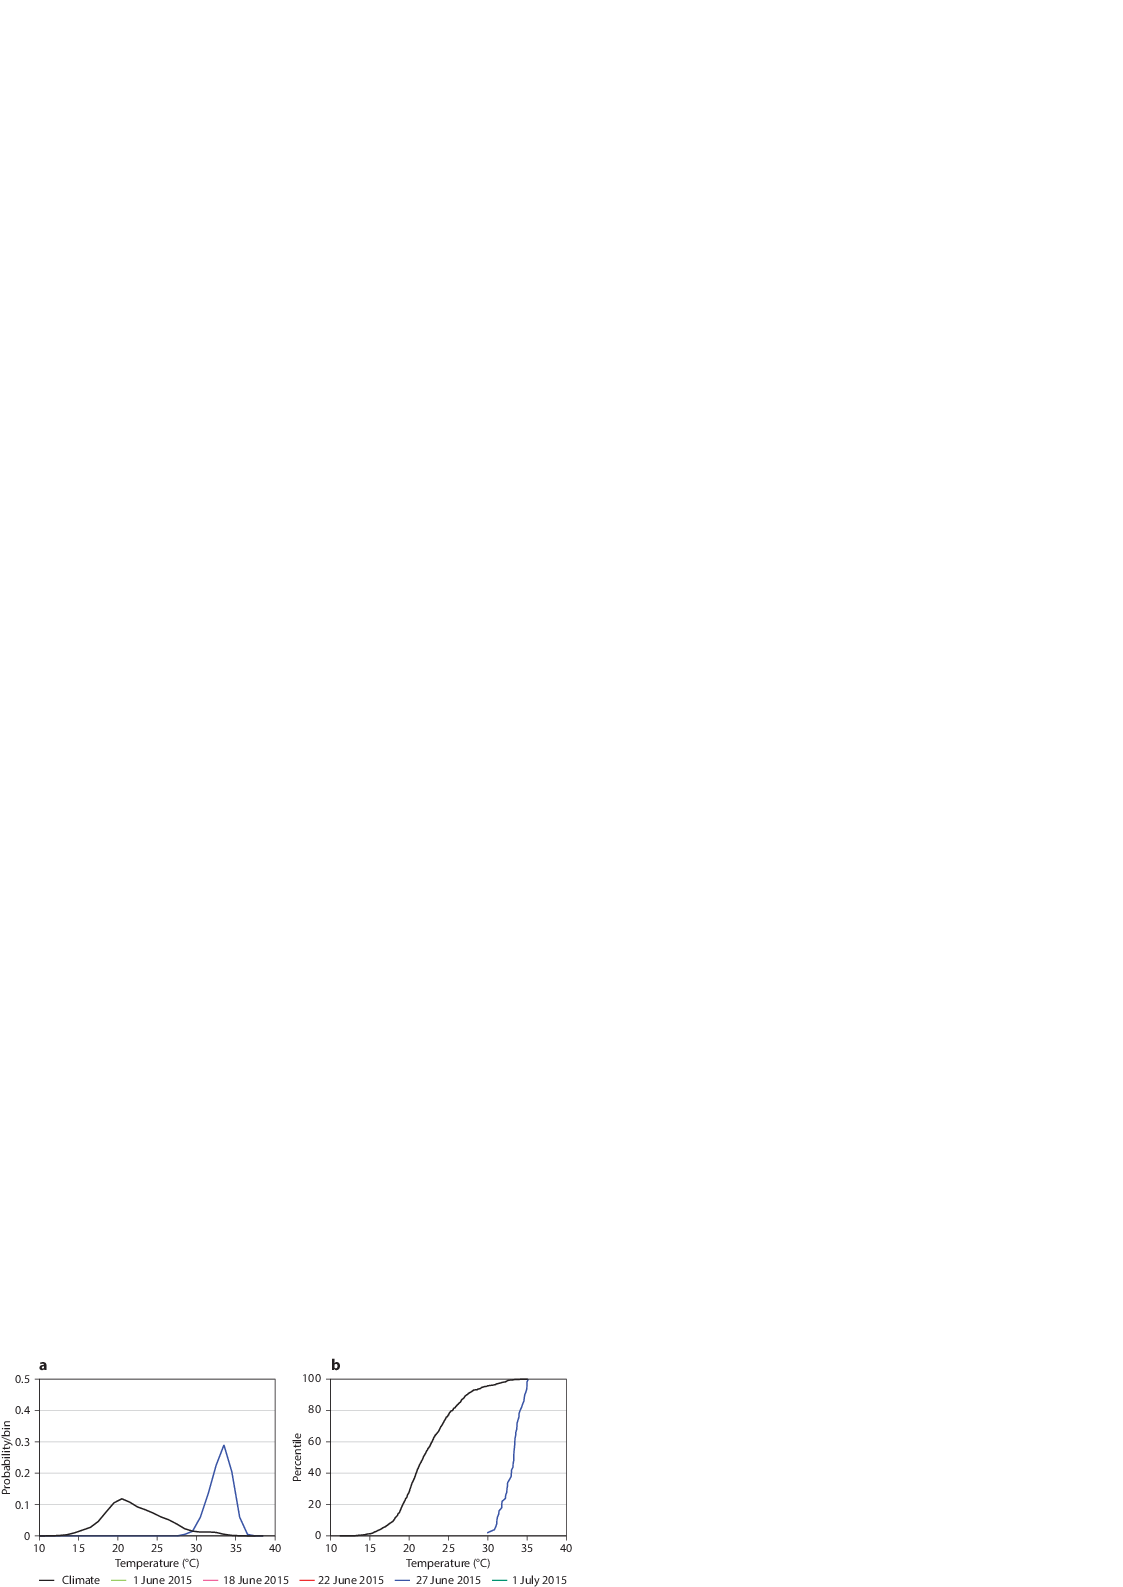 a
b
0.5
0.4
0.3
0.2
0.1
0
Probability/bin
10 15 20 25 30 35 40
Temperature (°C)
100
80
60
40
20
0
Percentile
10 15 20 25 30 35 40
Temperature (°C)
Climate 1 June 2015 18 June 2015 22 June 2015 27 June 2015 1 July 2015